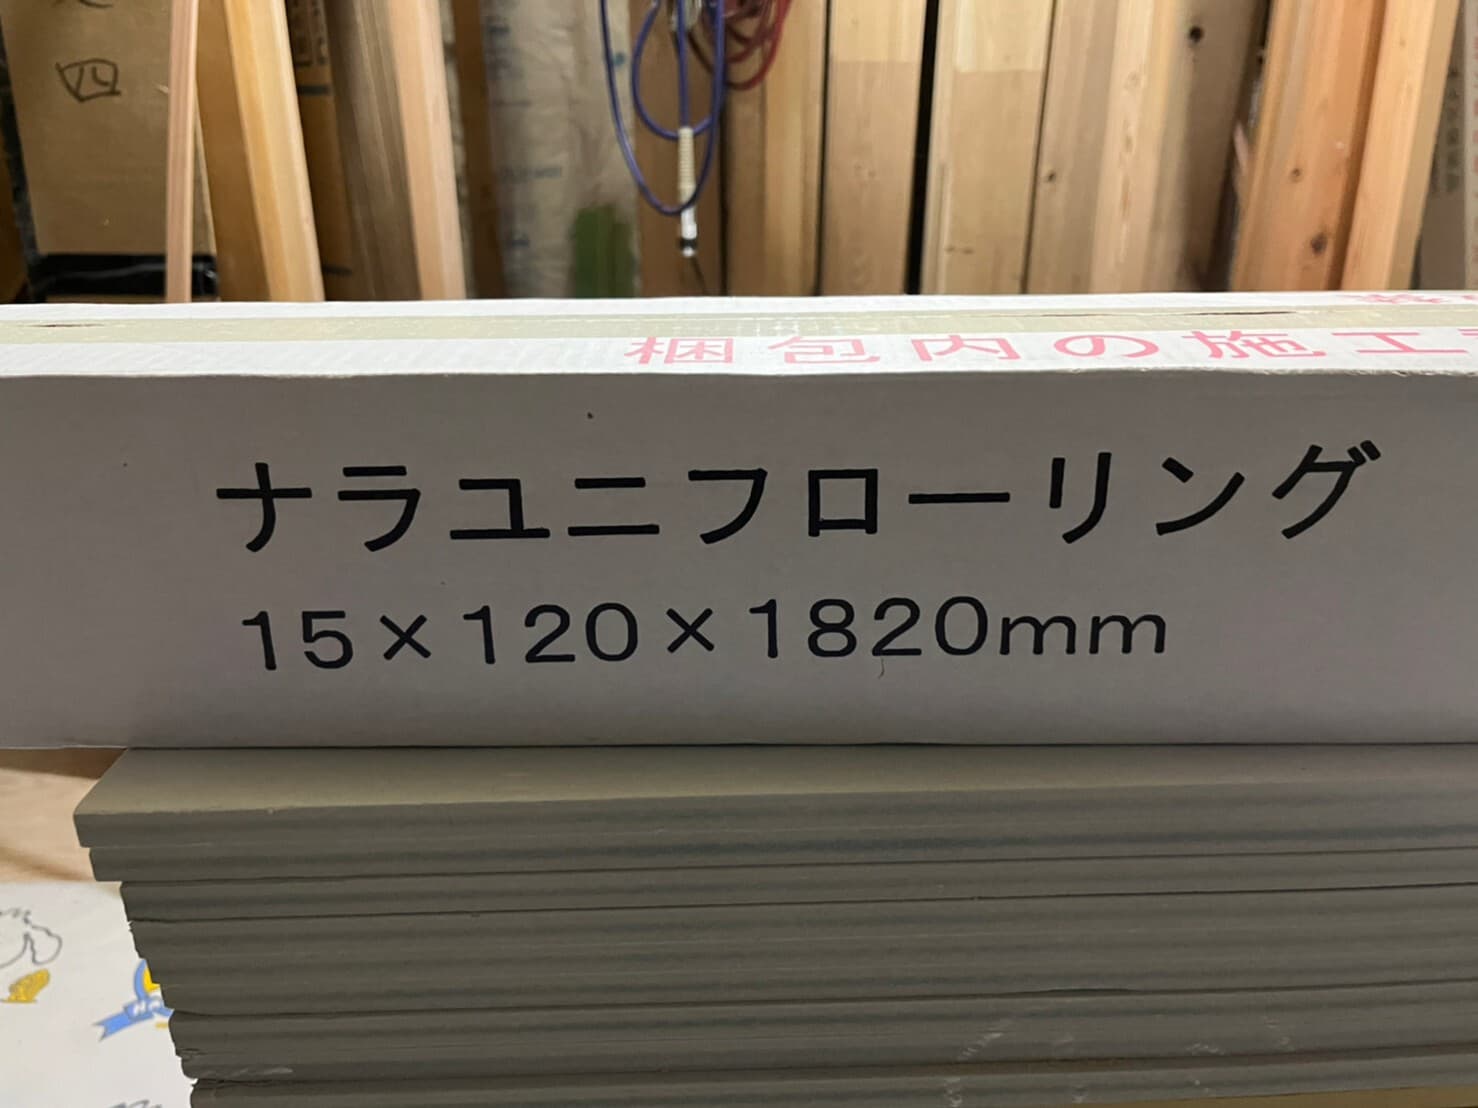 四
梱包内の施工
ナラユニフローリング
15×120×1820mm